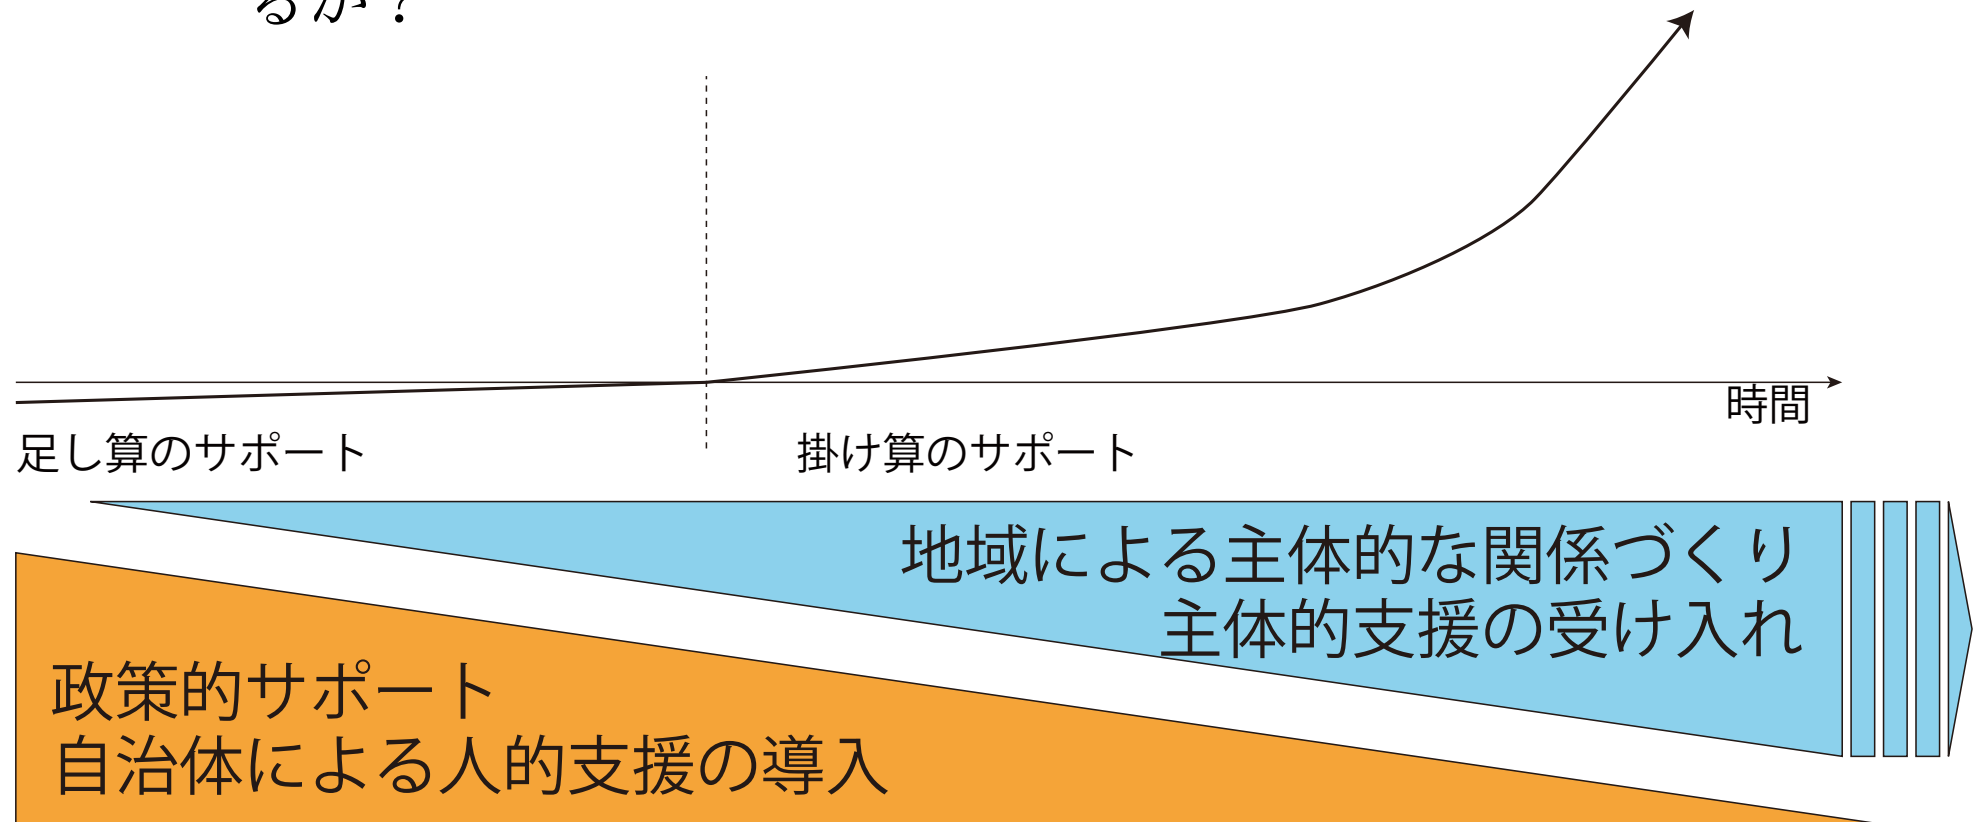 るか？
時間
足し算のサポート
掛け算のサポート
地域による主体的な関係づくり
主体的支援の受け入れ
政策的サポート
自治体による人的支援の導入